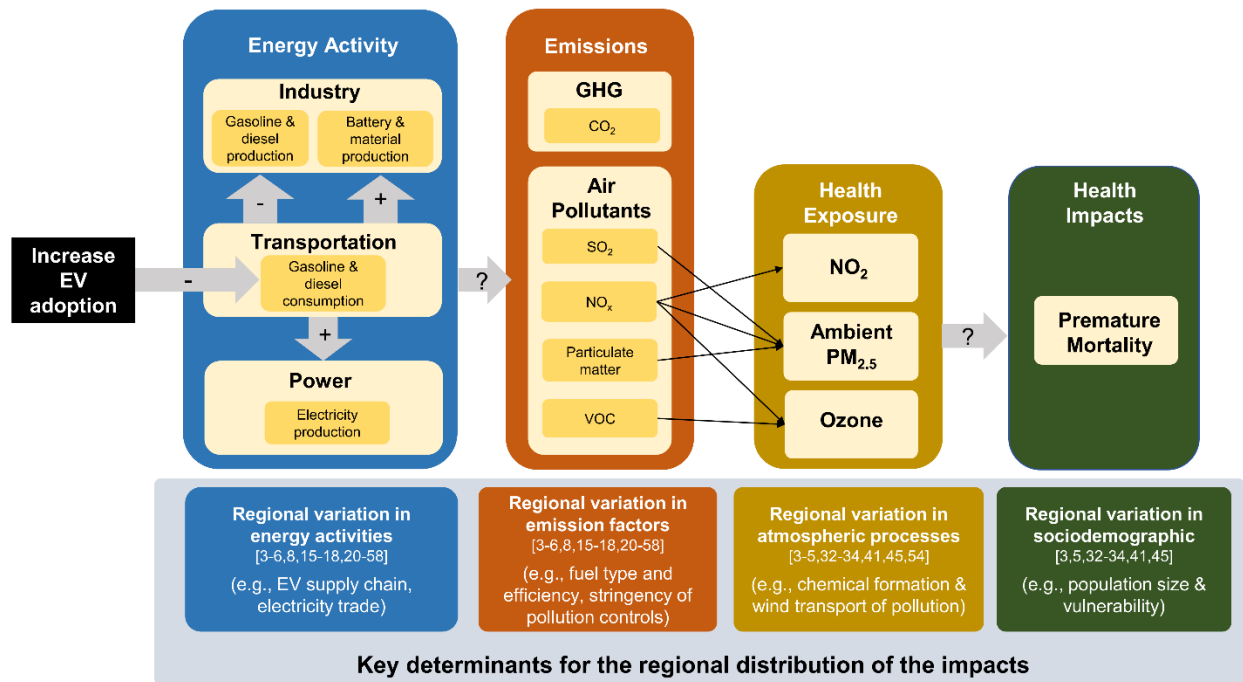 Increase
EV
adoption
-
Energy Activity
Industry
Gasoline &
diesel
production
Battery &
material
production
-
+
Transportation
Gasoline &
diesel
consumption
+
Power
Electricity
production
?
Emissions
GHG
CO₂
Air
Pollutants
SO₂
NOₓ
Particulate
matter
VOC
Health
Exposure
NO₂
Ambient
PM₂.₅
Ozone
?
Health
Impacts
Premature
Mortality
Regional variation in
energy activities
[3-6,8,15-18,20-58]
(e.g., EV supply chain,
electricity trade)
Regional variation in
emission factors
[3-6,8,15-18,20-58]
(e.g., fuel type and
efficiency, stringency of
pollution controls)
Regional variation in
atmospheric processes
[3-5,32-34,41,45,54]
(e.g., chemical formation &
wind transport of pollution)
Regional variation in
sociodemographic
[3,5,32-34,41,45]
(e.g., population size &
vulnerability)
Key determinants for the regional distribution of the impacts